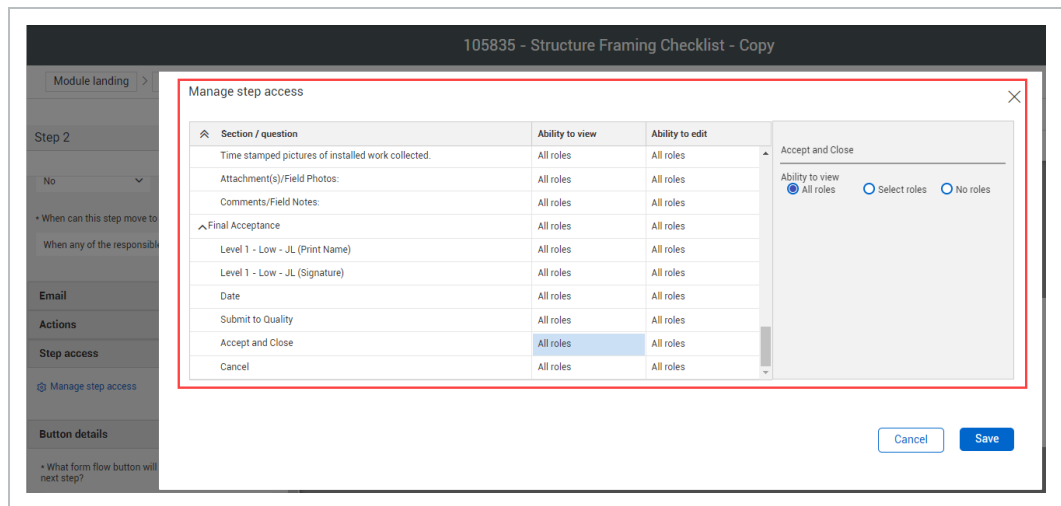 105835 - Structure Framing Checklist - Copy
Module landing >
Manage step access
Step 2
Section / question Ability to view Ability to edit
Time stamped pictures of installed work collected. All roles All roles
Accept and Close
Attachment(s)/Field Photos: All roles All roles
Ability to view
All roles Select roles No roles
No
Comments/Field Notes: All roles All roles
* When can this step move to
Final Acceptance All roles All roles
When any of the responsible
Level 1 - Low - JL (Print Name) All roles All roles
Level 1 - Low - JL (Signature) All roles All roles
Email
Date All roles All roles
Actions
Submit to Quality All roles All roles
Step access
Accept and Close All roles All roles
Cancel All roles All roles
Manage step access
Button details
Cancel Save
* What form flow button will
next step?